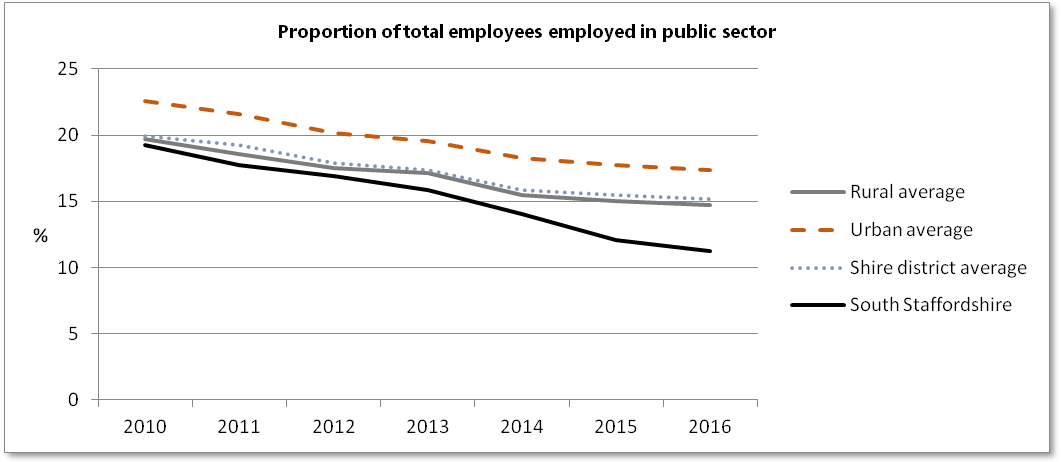 Proportion of total employees employed in public sector
25
20
15
10
5
0
%
2010 2011 2012 2013 2014 2015 2016
Rural average
Urban average
Shire district average
South Staffordshire